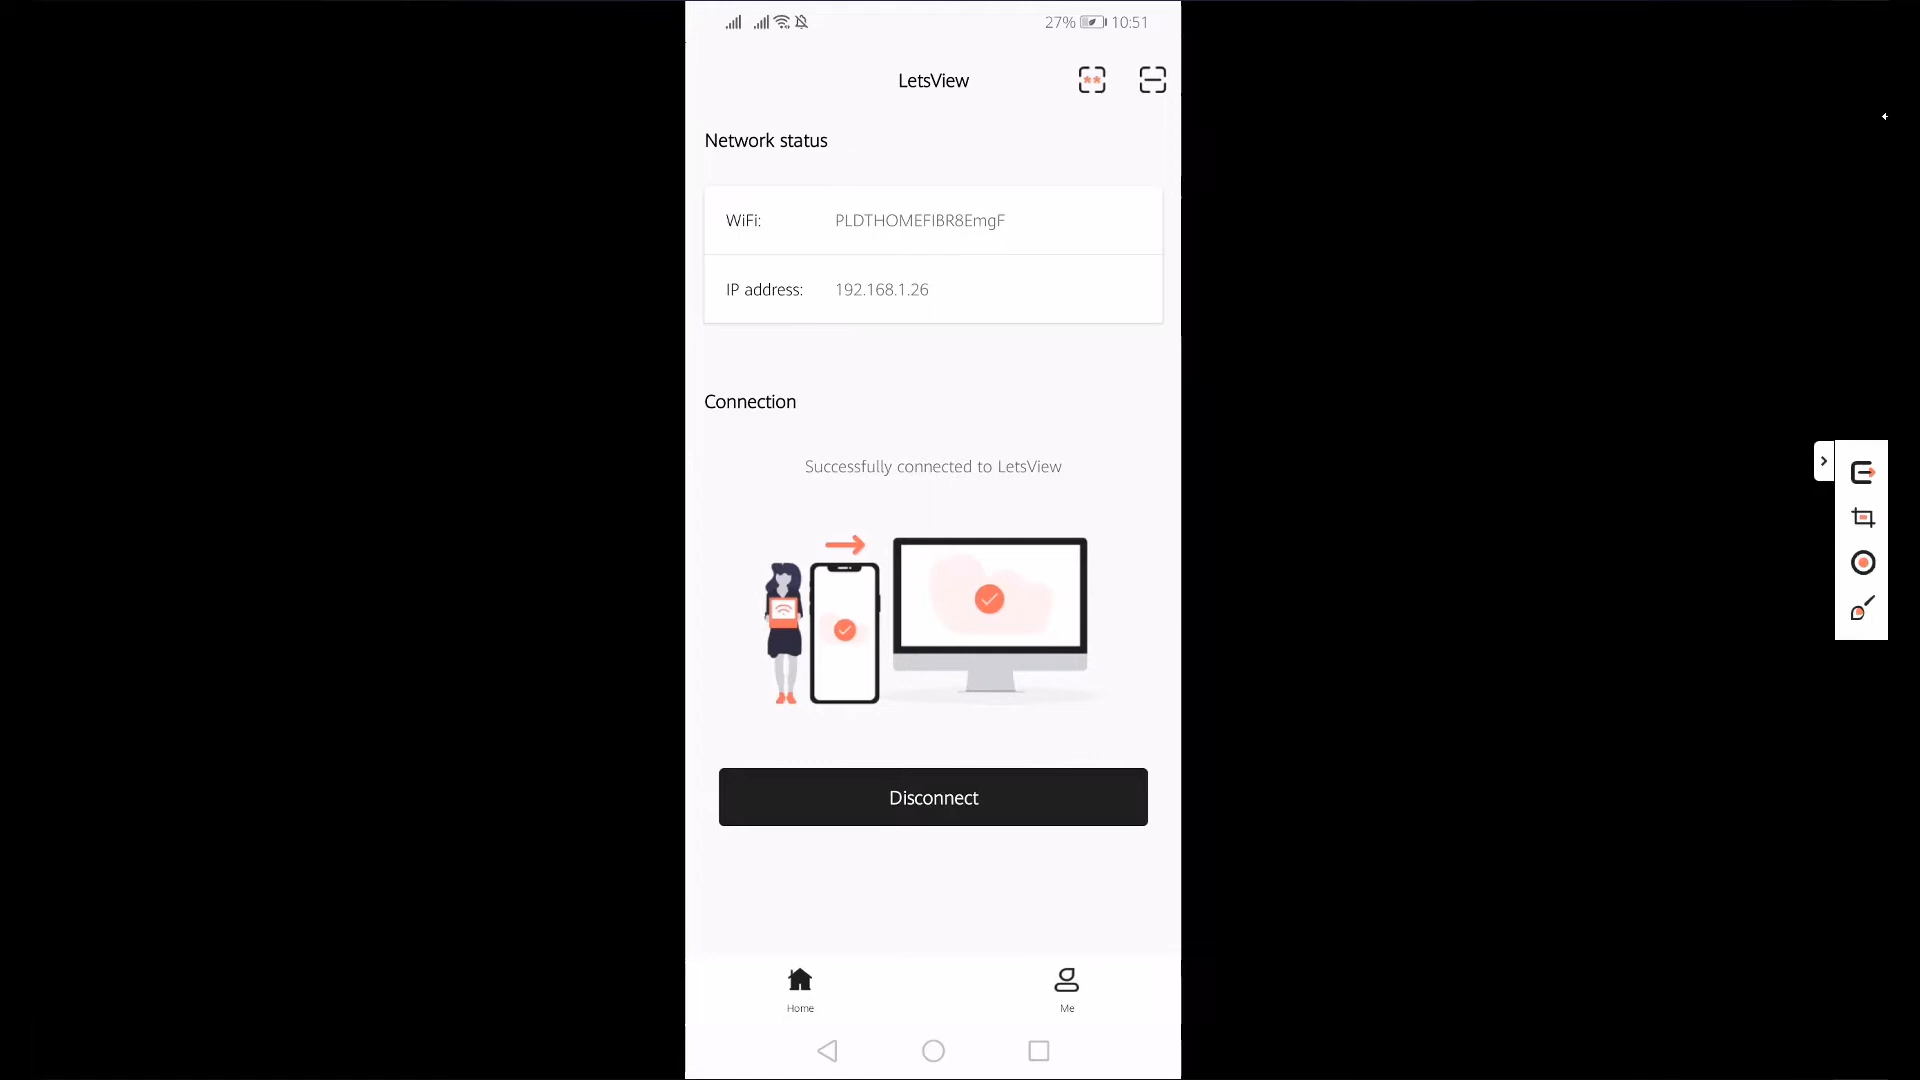 27% 10:51
LetsView
Network status
WiFi: PLDTHOMEFIBR8EmgF
IP address: 192.168.1.26
Connection
Successfully connected to LetsView
Disconnect
Home Me